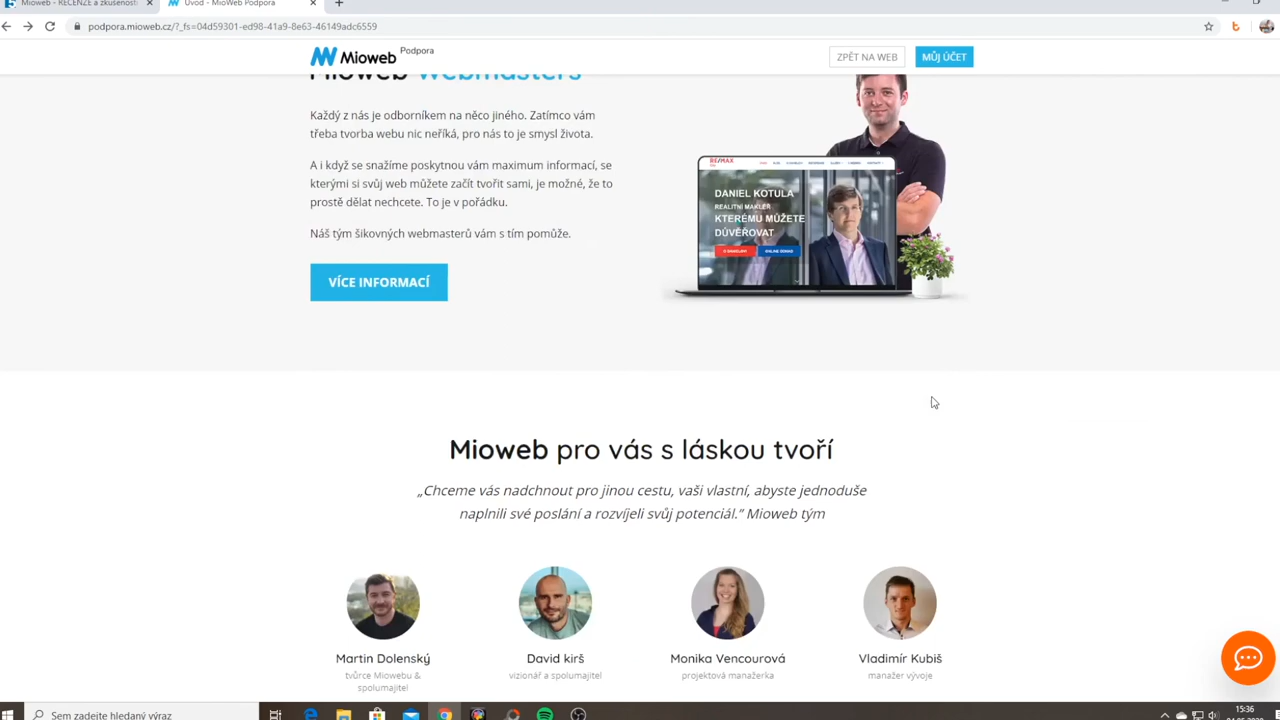 Mioweb - RECENZE a zkušenosti
Úvod - MioWeb Podpora
podpora.mioweb.cz/?_fs=04d59301-ed98-41a9-8e63-46149adc6559
Mioweb Podpora
ZPĚT NA WEB
MŮJ ÚČET
Mioweb Webmasters
Každý z nás je odborníkem na něco jiného. Zatímco vám
třeba tvorba webu nic neříká, pro nás to je smysl života.
A i když se snažíme poskytnou vám maximum informací, se
kterými si svůj web můžete začít tvořit sami, je možné, že to
prostě dělat nechcete. To je v pořádku.
Náš tým šikovných webmasterů vám s tím pomůže.
VÍCE INFORMACÍ
RE/MAX
DANIEL KOTULA
REALITNÍ MAKLÉŘ,
KTERÉMU MŮŽETE
DŮVĚŘOVAT
Mioweb pro vás s láskou tvoří
„Chceme vás nadchnout pro jinou cestu, vaši vlastní, abyste jednoduše
naplnili své poslání a rozvíjeli svůj potenciál.” Mioweb tým
Martin Dolenský
tvůrce Miowebu &
spolumajitel
David kirš
vizionář a spolumajitel
Monika Vencourová
projektová manažerka
Vladimír Kubiš
manažer vývoje
Sem zadejte hledaný výraz
15:36